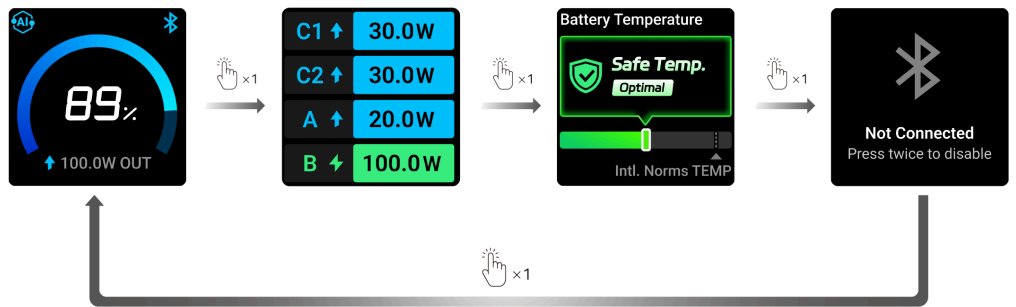 AI
89%
100.0W OUT
×1
C1 30.0W
C2 30.0W
A 20.0W
B 100.0W
×1
Battery Temperature
Safe Temp.
Optimal
Intl. Norms TEMP
×1
Not Connected
Press twice to disable
×1